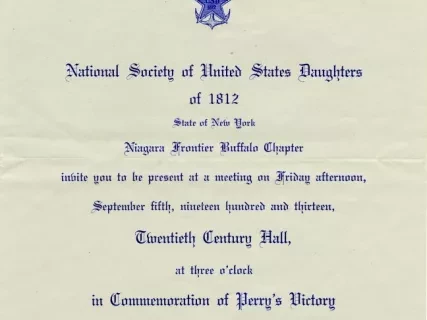 National Society of United States Daughters
of 1812
State of New York
Niagara Frontier Buffalo Chapter
invite you to be present at a meeting on Friday afternoon,
September fifth, nineteen hundred and thirteen,
Twentieth Century Hall,
at three o'clock
in Commemoration of Perry's Victory